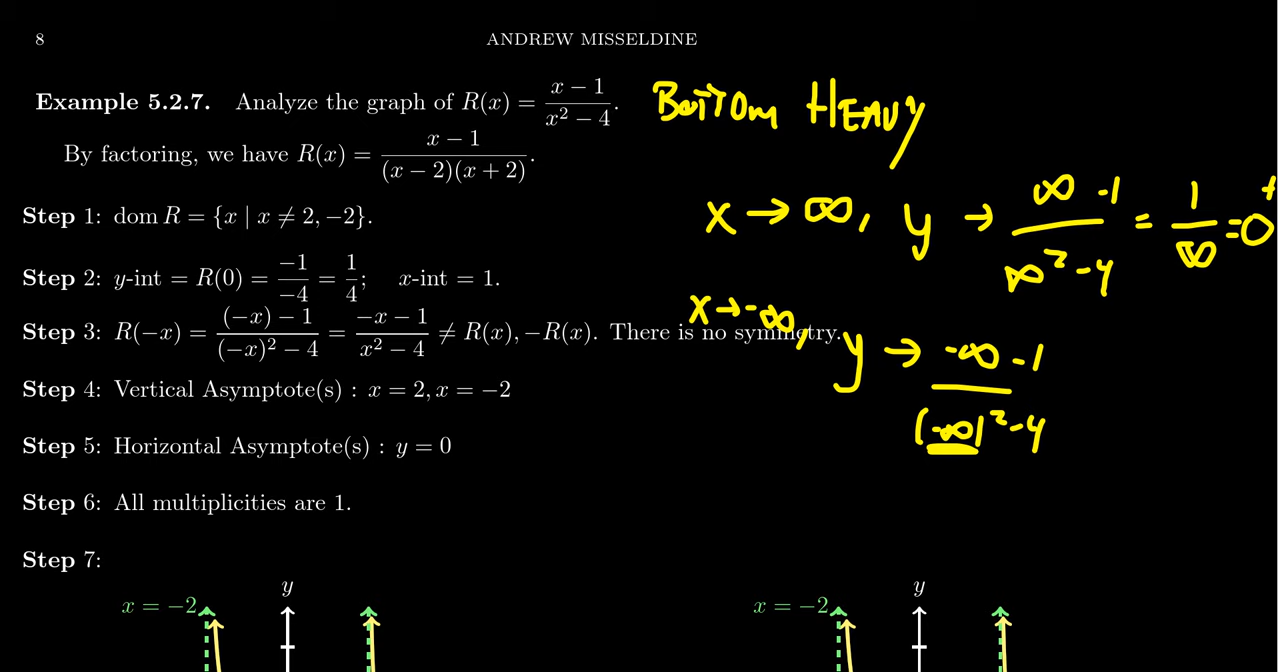 8 ANDREW MISSELDINE
Example 5.2.7. Analyze the graph of R(x) = (x − 1)/(x² − 4). Bottom Heavy
By factoring, we have R(x) = (x − 1)/((x − 2)(x + 2)).
x → ∞, y → (∞ - 1)/(∞² - 4) = 1/∞ = 0⁺
Step 1: dom R = {x | x ≠ 2, −2}.
Step 2: y-int = R(0) = −1/−4 = 1/4; x-int = 1.
x → -∞, y → (-∞ - 1)/((-∞)² - 4)
Step 3: R(−x) = ((−x) − 1)/((−x)² − 4) = (−x − 1)/(x² − 4) ≠ R(x), −R(x). There is no symmetry.
Step 4: Vertical Asymptote(s) : x = 2, x = −2
Step 5: Horizontal Asymptote(s) : y = 0
Step 6: All multiplicities are 1.
Step 7:
x = −2 y x = −2 y